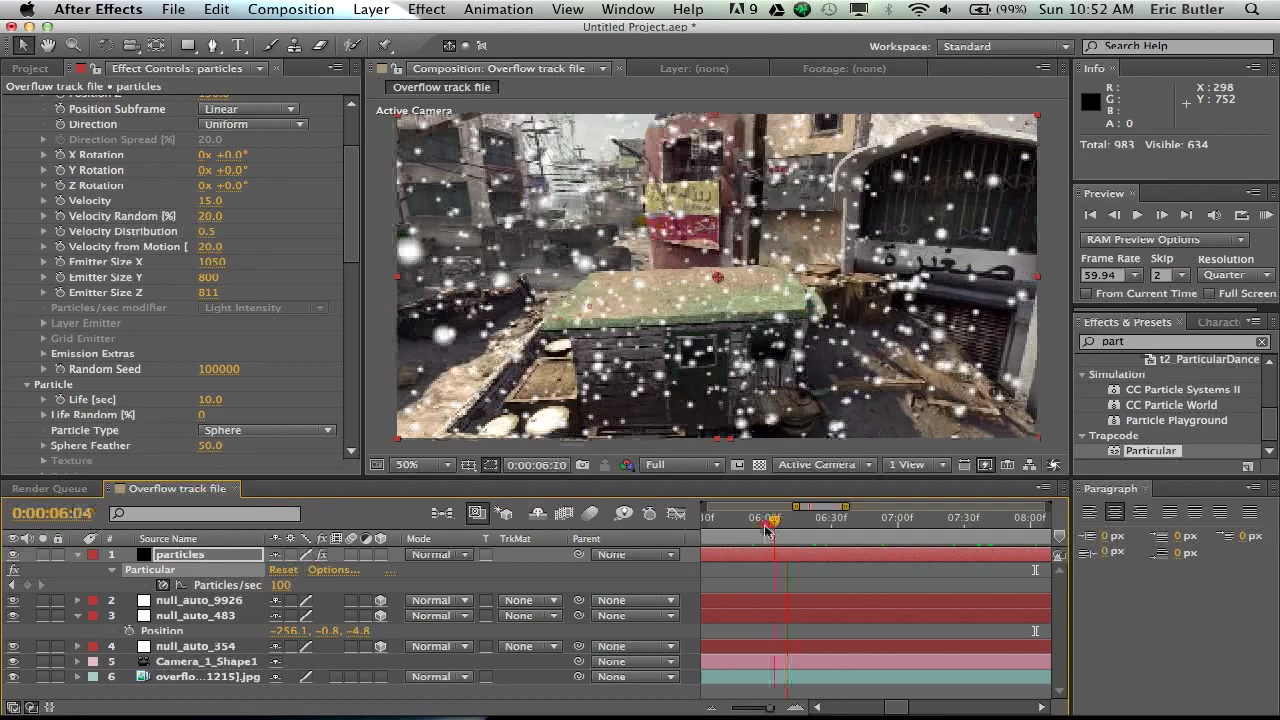 After Effects File Edit Composition Layer Effect Animation View Window Help 9 (99%) Sun 10:52 AM Eric Butler
Untitled Project.aep *
Workspace: Standard Search Help
Project Effect Controls: particles Composition: Overflow track file Layer: (none) Footage: (none) Info
Overflow track file • particles
Overflow track file
Active Camera
Position Subframe Linear
Direction Uniform
Direction Spread [%] 20.0
X Rotation 0x +0.0°
Y Rotation 0x +0.0°
Z Rotation 0x +0.0°
Velocity 15.0
Velocity Random [%] 20.0
Velocity Distribution 0.5
Velocity from Motion [ 20.0
Emitter Size X 1050
Emitter Size Y 800
Emitter Size Z 811
Particles/sec modifier Light Intensity
Layer Emitter
Grid Emitter
Emission Extras
Random Seed 100000
Particle
Life [sec] 10.0
Life Random [%] 0
Particle Type Sphere
Sphere Feather 50.0
Texture
50% 0:00:06:10 Full Active Camera 1 View
R :
G :
B :
A : 0
X : 298
Y : 752
Total: 983 Visible: 634
Preview
RAM Preview Options
Frame Rate Skip Resolution
59.94 2 Quarter
From Current Time Full Screen
Effects & Presets Charact
part
t2_ParticularDance
Simulation
CC Particle Systems II
CC Particle World
Particle Playground
Trapcode
Particular
Paragraph
0 px 0 px 0 px
0 px 0 px
Render Queue Overflow track file
0:00:06:04
:30f 06:00f 06:30f 07:00f 07:30f 08:00f
# Source Name Mode T TrkMat Parent
1 particles Normal None
Particular Reset Options... ...
Particles/sec 100
2 null_auto_9926 Normal None None
3 null_auto_483 Normal None None
Position -256.1, -0.8, -4.8
4 null_auto_354 Normal None None
5 Camera_1_Shape1 None
6 overflo...1215].jpg Normal None None